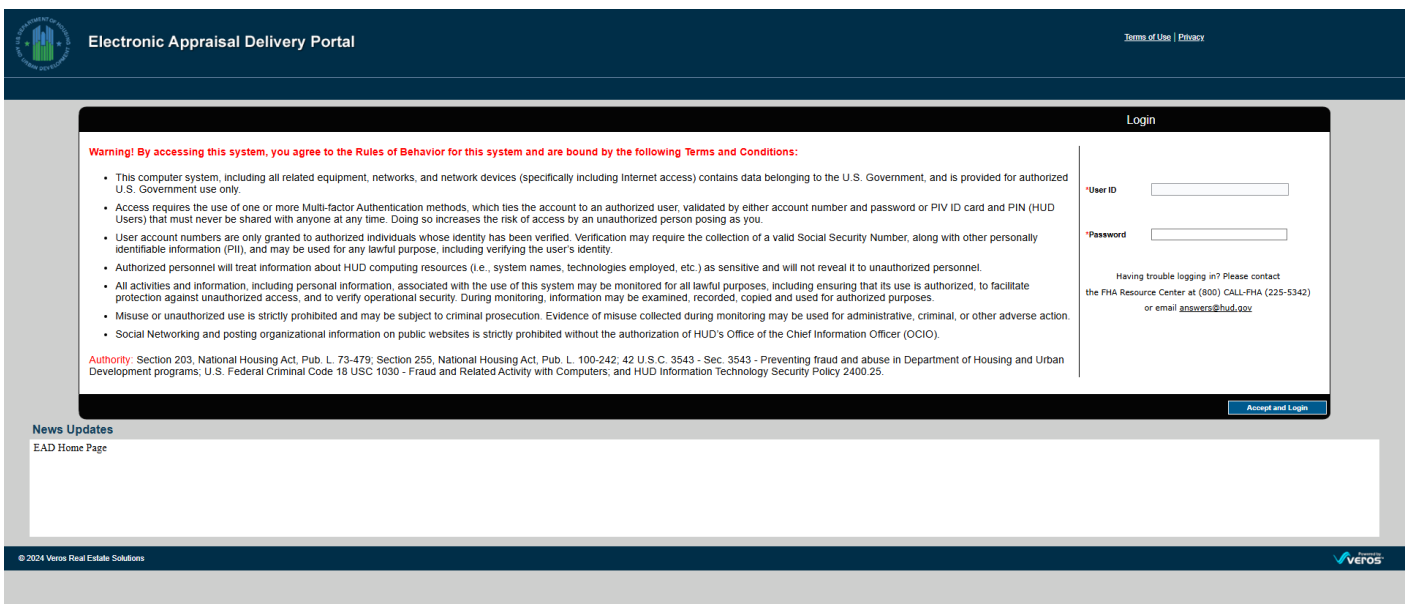 U.S. DEPARTMENT OF HOUSING AND URBAN DEVELOPMENT
Electronic Appraisal Delivery Portal
Terms of Use | Privacy
Login
Warning! By accessing this system, you agree to the Rules of Behavior for this system and are bound by the following Terms and Conditions:
• This computer system, including all related equipment, networks, and network devices (specifically including Internet access) contains data belonging to the U.S. Government, and is provided for authorized
U.S. Government use only.
• Access requires the use of one or more Multi-factor Authentication methods, which ties the account to an authorized user, validated by either account number and password or PIV ID card and PIN (HUD
Users) that must never be shared with anyone at any time. Doing so increases the risk of access by an unauthorized person posing as you.
• User account numbers are only granted to authorized individuals whose identity has been verified. Verification may require the collection of a valid Social Security Number, along with other personally
identifiable information (PII), and may be used for any lawful purpose, including verifying the user's identity.
• Authorized personnel will treat information about HUD computing resources (i.e., system names, technologies employed, etc.) as sensitive and will not reveal it to unauthorized personnel.
• All activities and information, including personal information, associated with the use of this system may be monitored for all lawful purposes, including ensuring that its use is authorized, to facilitate
protection against unauthorized access, and to verify operational security. During monitoring, information may be examined, recorded, copied and used for authorized purposes.
• Misuse or unauthorized use is strictly prohibited and may be subject to criminal prosecution. Evidence of misuse collected during monitoring may be used for administrative, criminal, or other adverse action.
• Social Networking and posting organizational information on public websites is strictly prohibited without the authorization of HUD's Office of the Chief Information Officer (OCIO).
Authority: Section 203, National Housing Act, Pub. L. 73-479; Section 255, National Housing Act, Pub. L. 100-242; 42 U.S.C. 3543 - Sec. 3543 - Preventing fraud and abuse in Department of Housing and Urban
Development programs; U.S. Federal Criminal Code 18 USC 1030 - Fraud and Related Activity with Computers; and HUD Information Technology Security Policy 2400.25.
*User ID
*Password
Having trouble logging in? Please contact
the FHA Resource Center at (800) CALL-FHA (225-5342)
or email answers@hud.gov
Accept and Login
News Updates
EAD Home Page
© 2024 Veros Real Estate Solutions
Powered by
veros